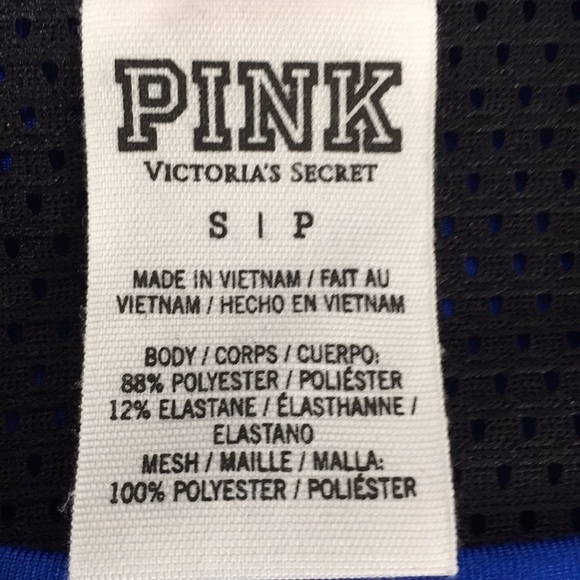 PINK
VICTORIA'S SECRET
S | P
MADE IN VIETNAM / FAIT AU
VIETNAM / HECHO EN VIETNAM
BODY / CORPS / CUERPO:
88% POLYESTER / POLIÉSTER
12% ELASTANE / ÉLASTHANNE /
ELASTANO
MESH / MAILLE / MALLA:
100% POLYESTER / POLIÉSTER